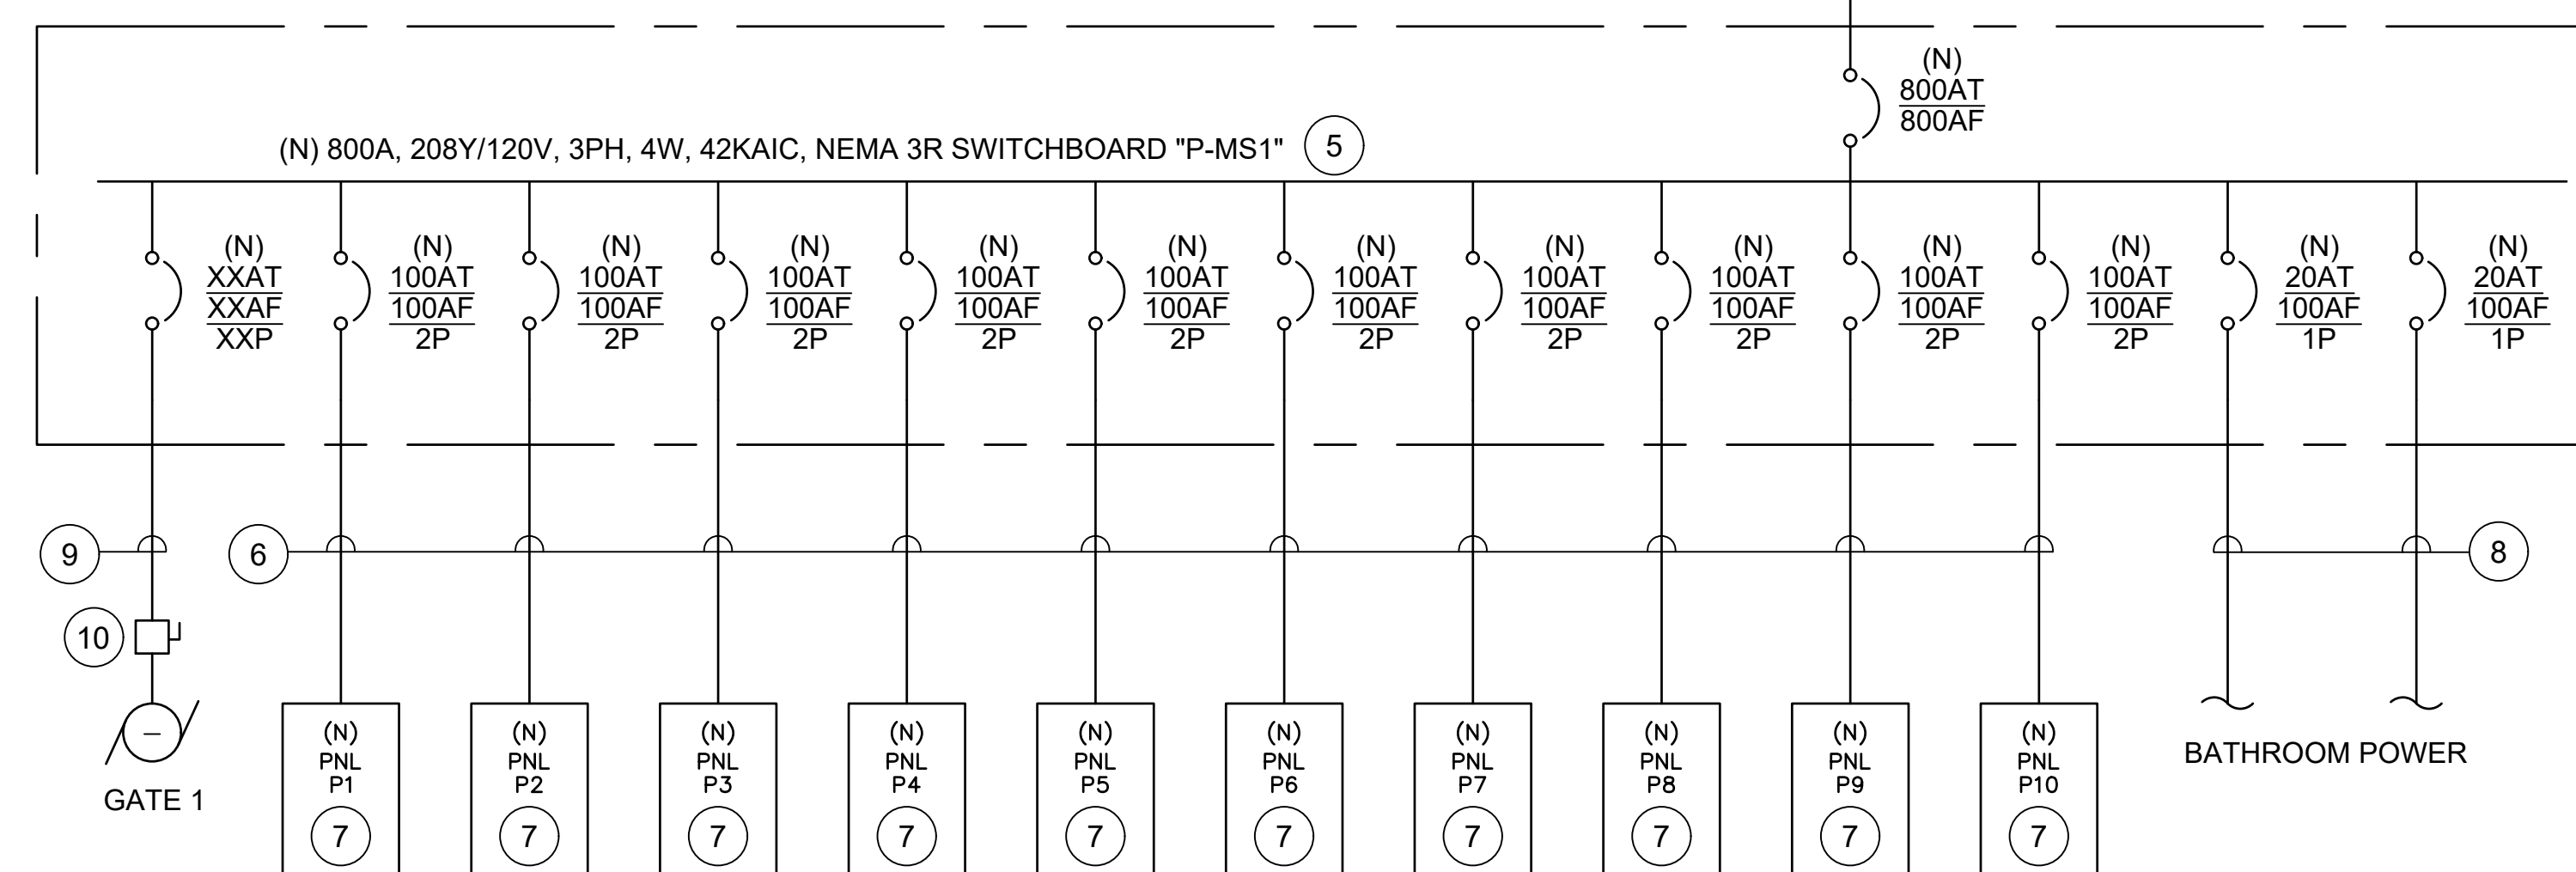 (N)
800AT
800AF
(N) 800A, 208Y/120V, 3PH, 4W, 42KAIC, NEMA 3R SWITCHBOARD "P-MS1"
5
(N)
XXAT
XXAF
XXP
(N)
100AT
100AF
2P
(N)
100AT
100AF
2P
(N)
100AT
100AF
2P
(N)
100AT
100AF
2P
(N)
100AT
100AF
2P
(N)
100AT
100AF
2P
(N)
100AT
100AF
2P
(N)
100AT
100AF
2P
(N)
100AT
100AF
2P
(N)
100AT
100AF
2P
(N)
20AT
100AF
1P
(N)
20AT
100AF
1P
9
6
8
10
GATE 1
(N)
PNL
P1
7
(N)
PNL
P2
7
(N)
PNL
P3
7
(N)
PNL
P4
7
(N)
PNL
P5
7
(N)
PNL
P6
7
(N)
PNL
P7
7
(N)
PNL
P8
7
(N)
PNL
P9
7
(N)
PNL
P10
7
BATHROOM POWER